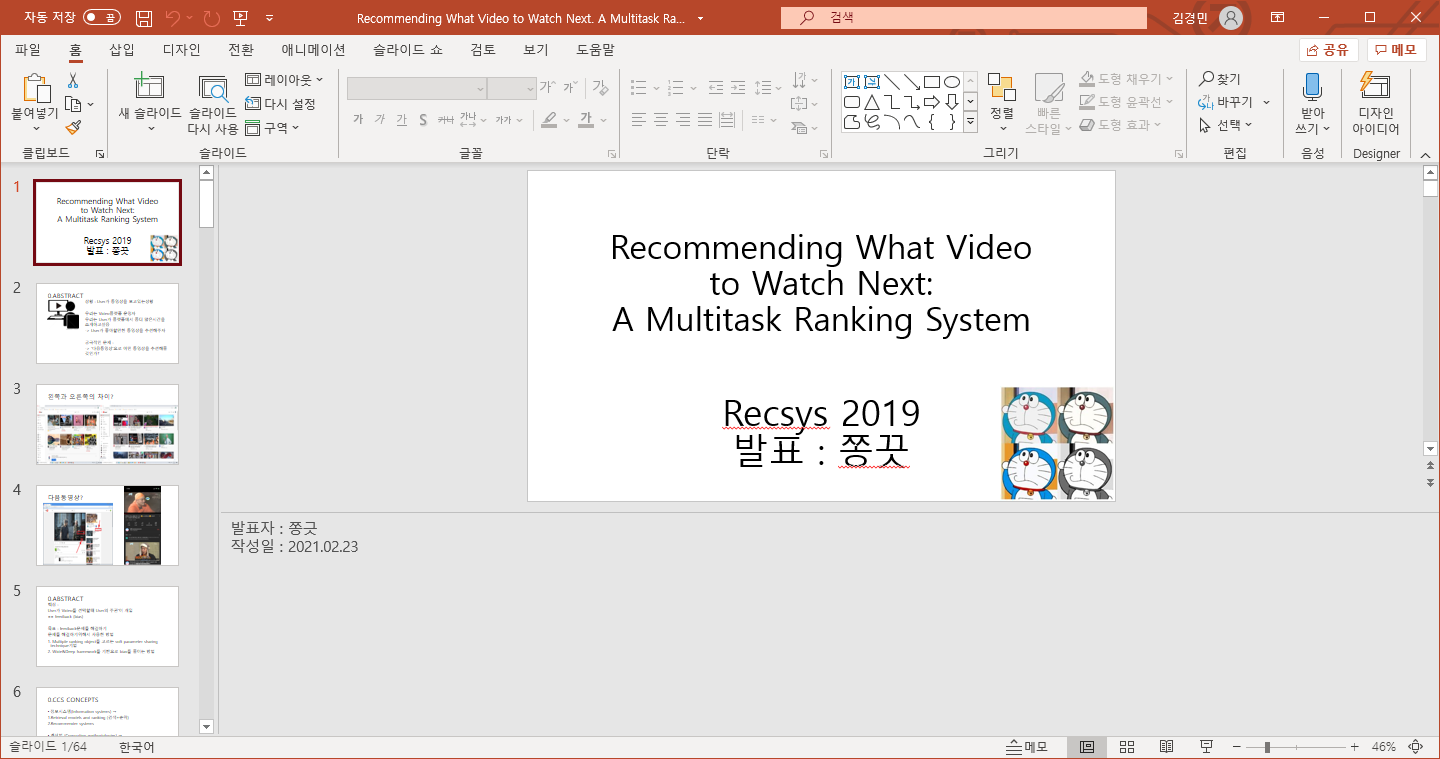 자동 저장
Recommending What Video to Watch Next. A Multitask Ra...
검색
김경민
파일 홈 삽입 디자인 전환 애니메이션 슬라이드 쇼 검토 보기 도움말
공유 메모
붙여넣기
새 슬라이드
슬라이드
다시 사용
레이아웃
다시 설정
구역
정렬
빠른
스타일
도형 채우기
도형 윤곽선
도형 효과
찾기
바꾸기
선택
받아
쓰기
디자인
아이디어
클립보드 슬라이드 글꼴 단락 그리기 편집 음성 Designer
1
Recommending What Video
to Watch Next:
A Multitask Ranking System
Recsys 2019
발표 : 쫑끗
2
0.ABSTRACT
3
왼쪽과 오른쪽의 차이?
4
다음동영상?
5
0.ABSTRACT
6
0.CCS CONCEPTS
Recommending What Video
to Watch Next:
A Multitask Ranking System
Recsys 2019
발표 : 쫑끗
발표자 : 쫑긋
작성일 : 2021.02.23
슬라이드 1/64 한국어 메모 46%